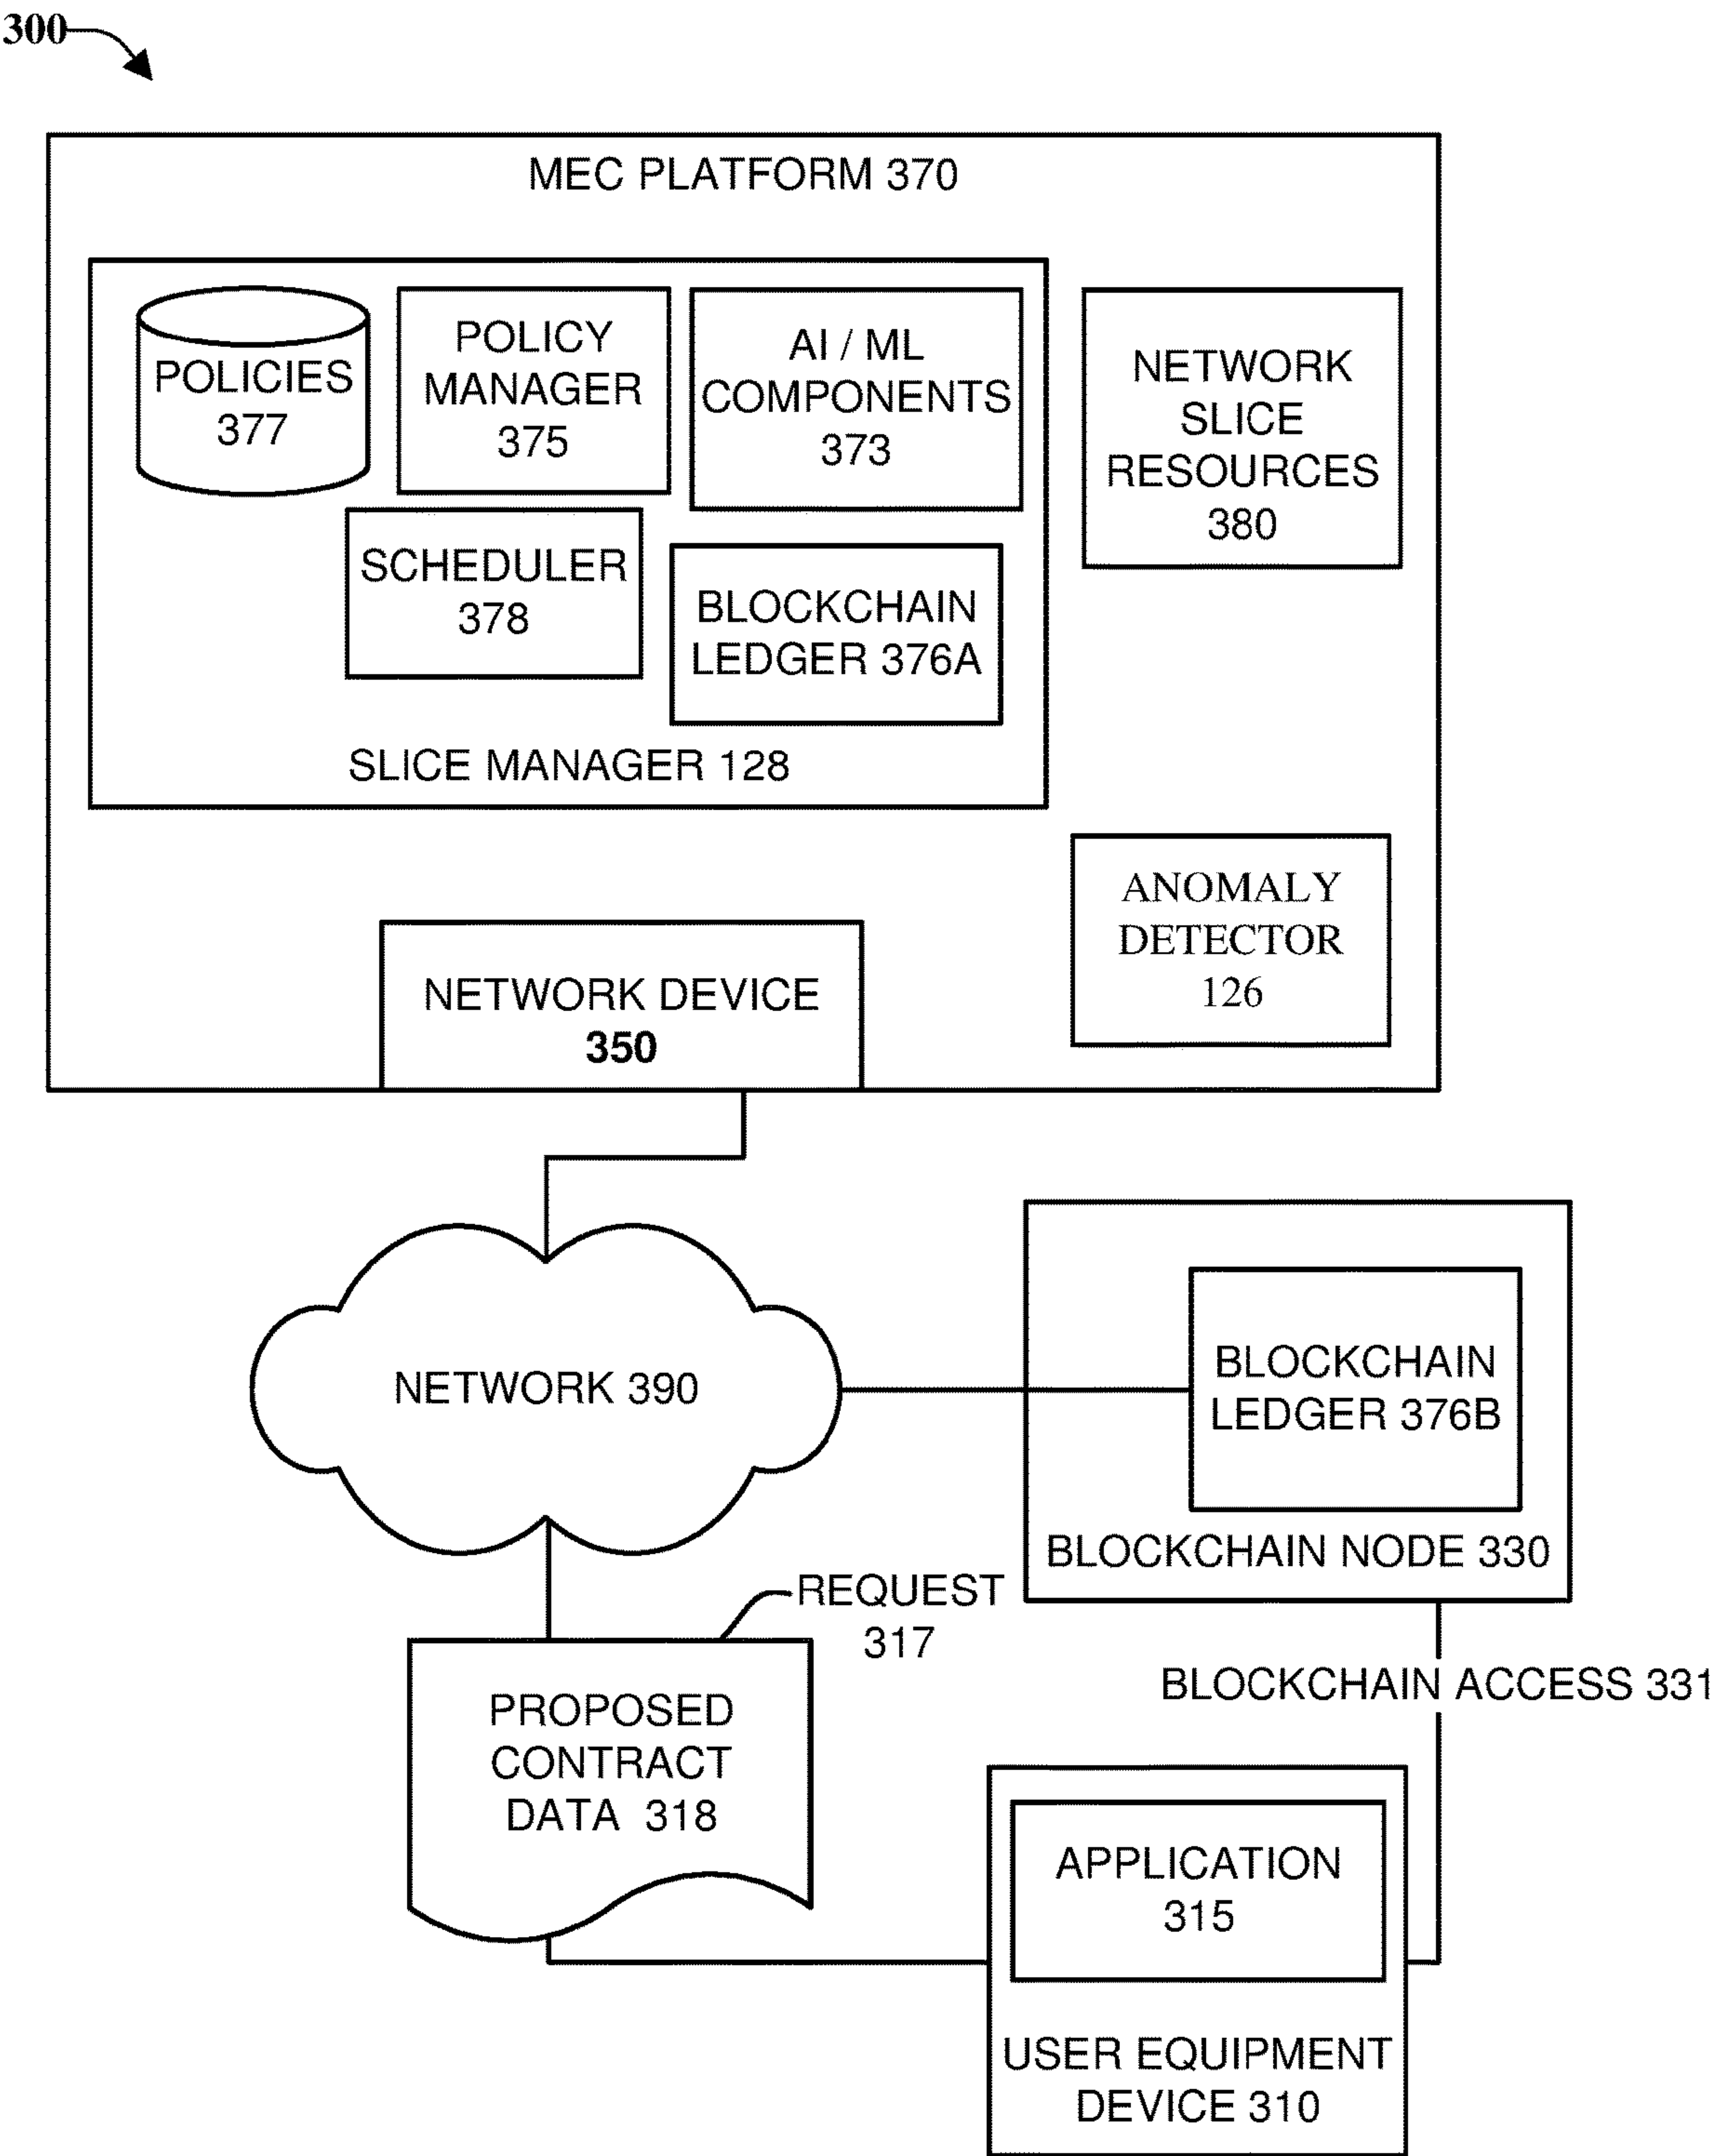 300
MEC PLATFORM 370
POLICIES
377
POLICY
MANAGER
375
AI / ML
COMPONENTS
373
NETWORK
SLICE
RESOURCES
380
SCHEDULER
378
BLOCKCHAIN
LEDGER 376A
SLICE MANAGER 128
ANOMALY
DETECTOR
126
NETWORK DEVICE
350
NETWORK 390
BLOCKCHAIN
LEDGER 376B
BLOCKCHAIN NODE 330
REQUEST
317
BLOCKCHAIN ACCESS 331
PROPOSED
CONTRACT
DATA 318
APPLICATION
315
USER EQUIPMENT
DEVICE 310